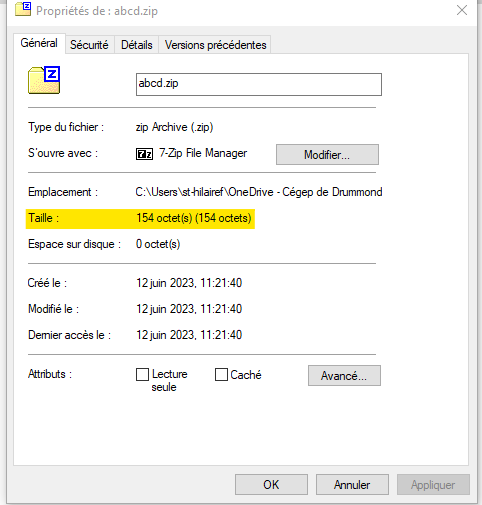 Propriétés de : abcd.zip
Général Sécurité Détails Versions précédentes
Z
abcd.zip
Type du fichier : zip Archive (.zip)
S'ouvre avec : 7z 7-Zip File Manager Modifier...
Emplacement : C:\Users\st-hilairef\OneDrive - Cégep de Drummond
Taille : 154 octet(s) (154 octets)
Espace sur disque : 0 octet(s)
Créé le : 12 juin 2023, 11:21:40
Modifié le : 12 juin 2023, 11:21:40
Dernier accès le : 12 juin 2023, 11:21:40
Attributs : Lecture seule Caché Avancé...
OK Annuler Appliquer